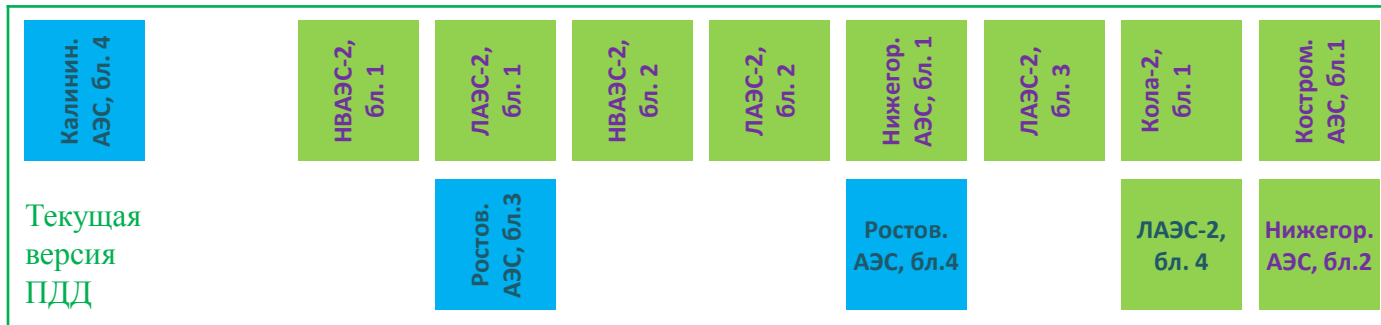 Калинин.
АЭС, бл. 4
НВАЭС-2,
бл. 1
ЛАЭС-2,
бл. 1
НВАЭС-2,
бл. 2
ЛАЭС-2,
бл. 2
Нижегор.
АЭС, бл. 1
ЛАЭС-2,
бл. 3
Кола-2,
бл. 1
Костром.
АЭС, бл.1
Текущая
версия
ПДД
Ростов.
АЭС, бл.3
Ростов.
АЭС, бл.4
ЛАЭС-2,
бл. 4
Нижегор.
АЭС, бл.2